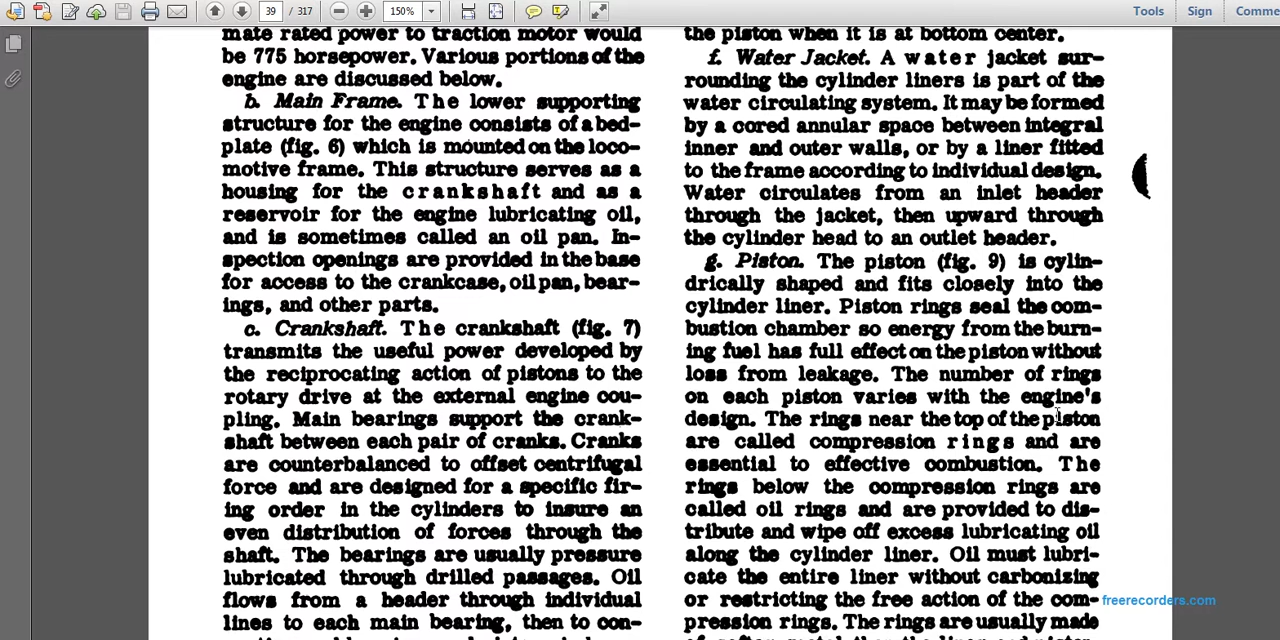 39 / 317
150%
Tools
Sign
Comme
mate rated power to traction motor would
be 775 horsepower. Various portions of the
engine are discussed below.
b. Main Frame. The lower supporting
structure for the engine consists of a bed-
plate (fig. 6) which is mounted on the loco-
motive frame. This structure serves as a
housing for the crankshaft and as a
reservoir for the engine lubricating oil,
and is sometimes called an oil pan. In-
spection openings are provided in the base
for access to the crankcase, oil pan, bear-
ings, and other parts.
c. Crankshaft. The crankshaft (fig. 7)
transmits the useful power developed by
the reciprocating action of pistons to the
rotary drive at the external engine cou-
pling. Main bearings support the crank-
shaft between each pair of cranks. Cranks
are counterbalanced to offset centrifugal
force and are designed for a specific fir-
ing order in the cylinders to insure an
even distribution of forces through the
shaft. The bearings are usually pressure
lubricated through drilled passages. Oil
flows from a header through individual
lines to each main bearing, then to con-
the piston when it is at bottom center.
f. Water Jacket. A water jacket sur-
rounding the cylinder liners is part of the
water circulating system. It may be formed
by a cored annular space between integral
inner and outer walls, or by a liner fitted
to the frame according to individual design.
Water circulates from an inlet header
through the jacket, then upward through
the cylinder head to an outlet header.
g. Piston. The piston (fig. 9) is cylin-
drically shaped and fits closely into the
cylinder liner. Piston rings seal the com-
bustion chamber so energy from the burn-
ing fuel has full effect on the piston without
loss from leakage. The number of rings
on each piston varies with the engine's
design. The rings near the top of the piston
are called compression rings and are
essential to effective combustion. The
rings below the compression rings are
called oil rings and are provided to dis-
tribute and wipe off excess lubricating oil
along the cylinder liner. Oil must lubri-
cate the entire liner without carbonizing
or restricting the free action of the com-
pression rings. The rings are usually made
freerecorders.com